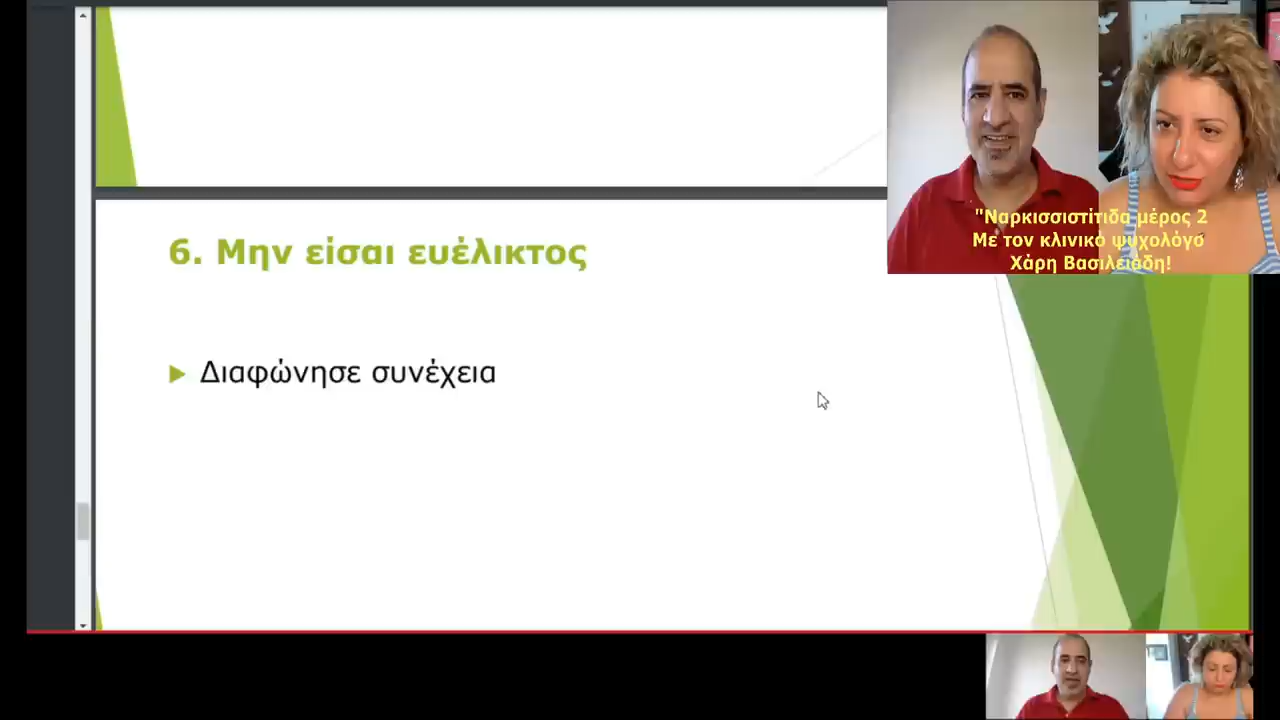 6. Μην είσαι ευέλικτος
Διαφώνησε συνέχεια
"Ναρκισσιστίτιδα μέρος 2
Με τον κλινικό ψυχολόγο
Χάρη Βασιλειάδη!